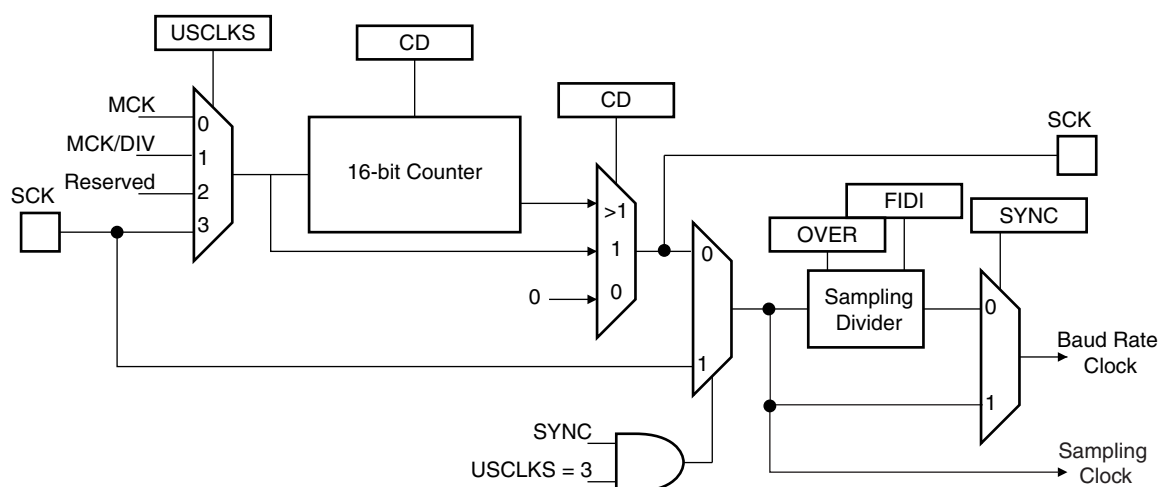 USCLKS
CD
CD
MCK
0
MCK/DIV
1
16-bit Counter
SCK
Reserved
2
SCK
3
>1
FIDI
SYNC
OVER
1
0
0
0
Sampling
Divider
0
Baud Rate
Clock
1
1
SYNC
USCLKS = 3
Sampling
Clock